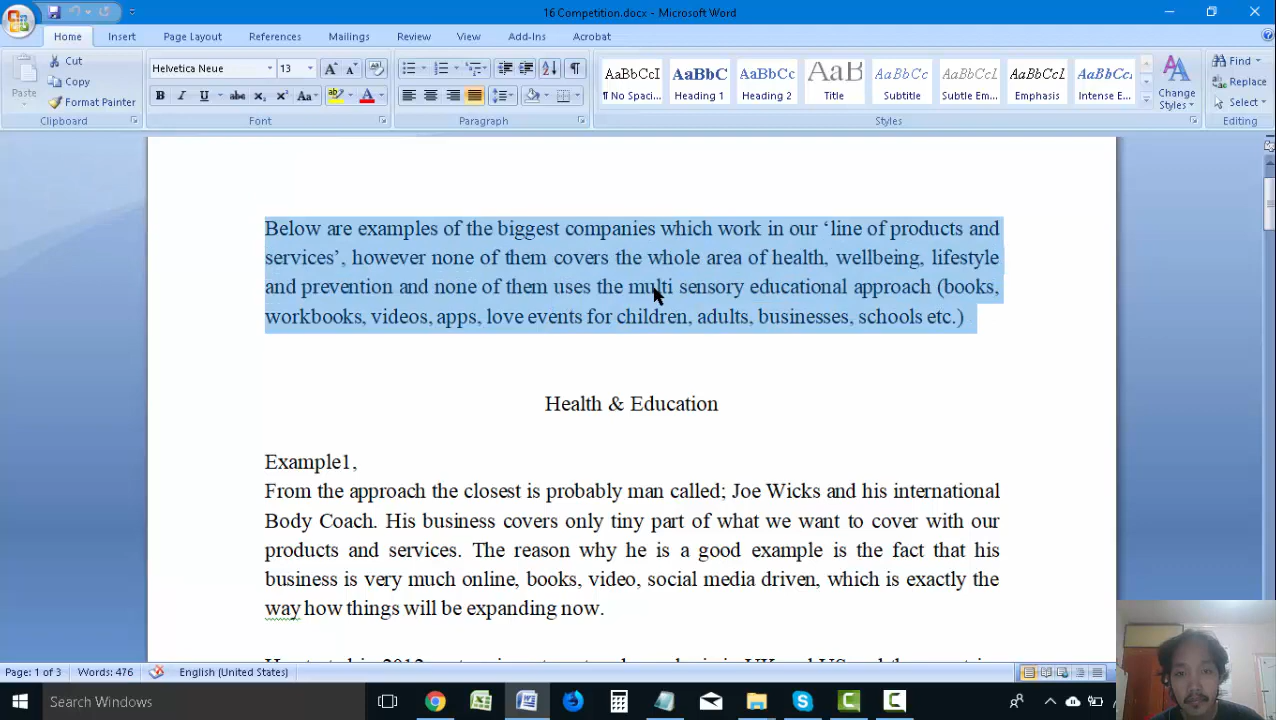 16 Competition.docx - Microsoft Word
Home Insert Page Layout References Mailings Review View Add-Ins Acrobat
Cut
Copy
Format Painter
Paste
Clipboard
Helvetica Neue 13
Font
Paragraph
AaBbCcI AaBbC AaBbCc AaB AaBbCc AaBbCc AaBbCc AaBbCc
¶ No Spaci... Heading 1 Heading 2 Title Subtitle Subtle Em... Emphasis Intense E...
Change
Styles
Styles
Find
Replace
Select
Editing
Below are examples of the biggest companies which work in our ‘line of products and
services’, however none of them covers the whole area of health, wellbeing, lifestyle
and prevention and none of them uses the multi sensory educational approach (books,
workbooks, videos, apps, love events for children, adults, businesses, schools etc.)
Health & Education
Example1,
From the approach the closest is probably man called; Joe Wicks and his international
Body Coach. His business covers only tiny part of what we want to cover with our
products and services. The reason why he is a good example is the fact that his
business is very much online, books, video, social media driven, which is exactly the
way how things will be expanding now.
Page: 1 of 3 Words: 476 English (United States)
Search Windows